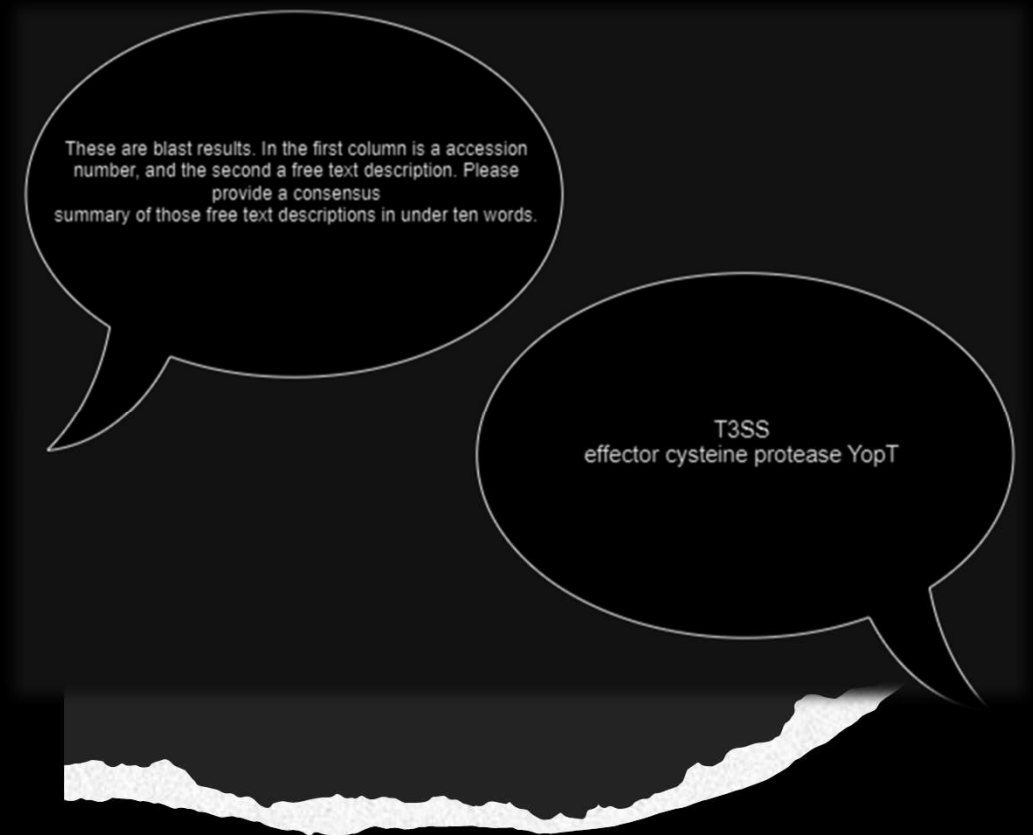 These are blast results. In the first column is a accession
number, and the second a free text description. Please
provide a consensus
summary of those free text descriptions in under ten words.
T3SS
effector cysteine protease YopT